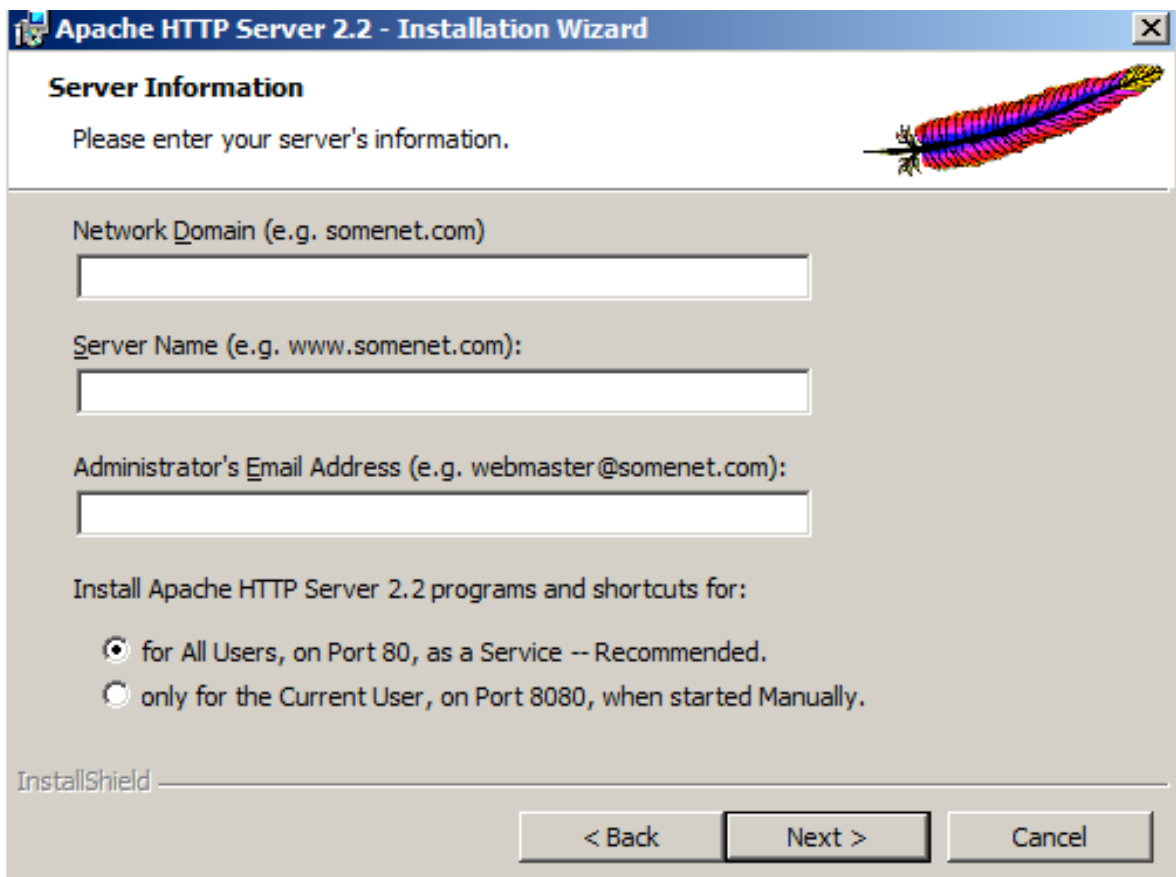 Apache HTTP Server 2.2 - Installation Wizard
Server Information
Please enter your server's information.
Network Domain (e.g. somenet.com)
Server Name (e.g. www.somenet.com):
Administrator's Email Address (e.g. webmaster@somenet.com):
Install Apache HTTP Server 2.2 programs and shortcuts for:
for All Users, on Port 80, as a Service -- Recommended.
only for the Current User, on Port 8080, when started Manually.
InstallShield
< Back Next > Cancel